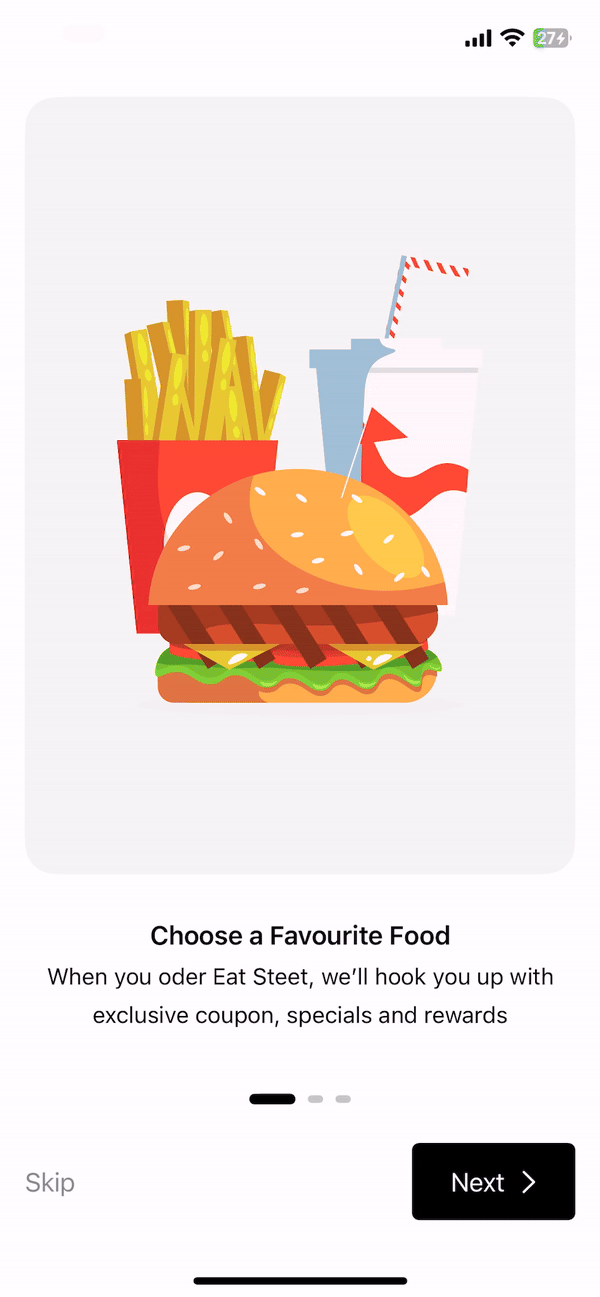 27
Choose a Favourite Food
When you oder Eat Steet, we’ll hook you up with
exclusive coupon, specials and rewards
Skip
Next